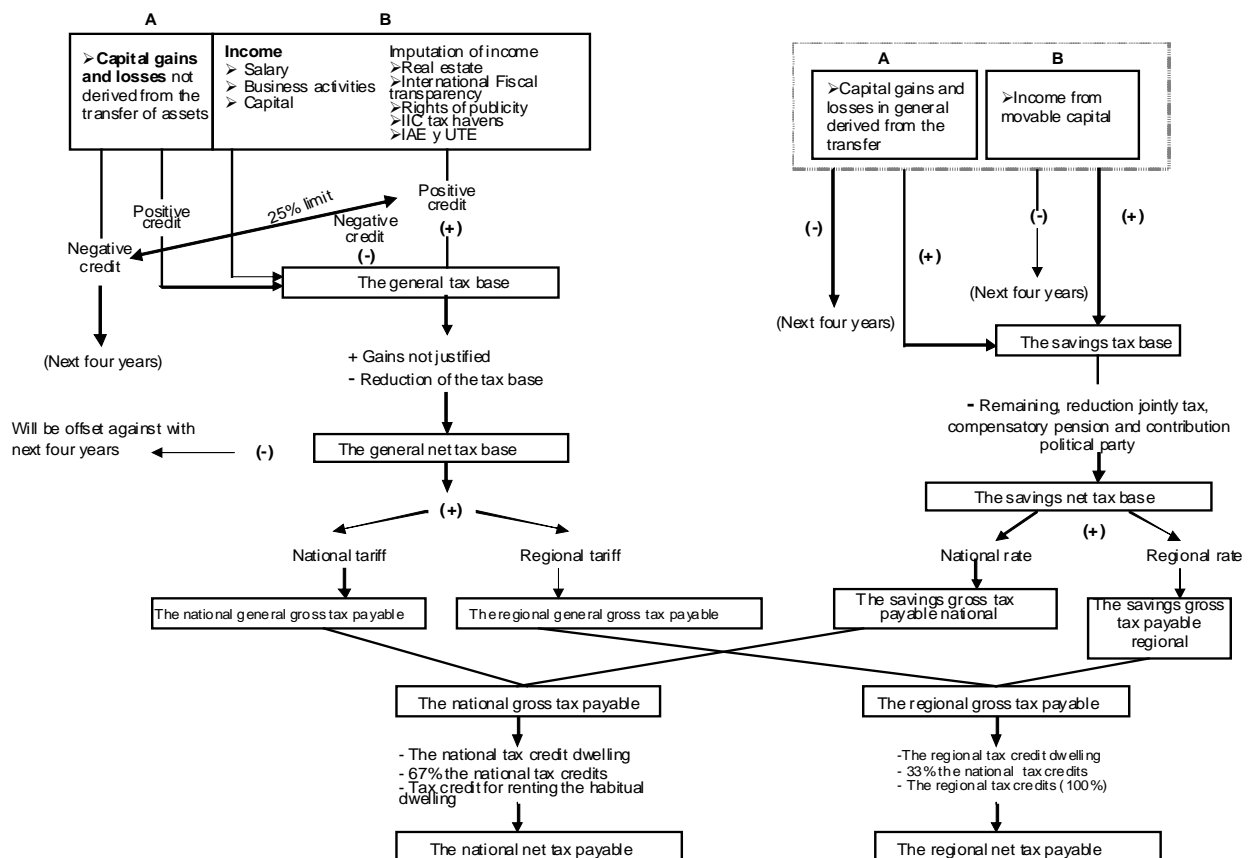 A
B
➢Capital gains
and losses not
derived from the
transfer of assets
Income
➢ Salary
➢ Business activities
➢ Capital
Imputation of income
➢Real estate
➢International Fiscal
transparency
➢Rights of publicity
➢IIC tax havens
➢IAE y UTE
A
B
➢Capital gains and
losses in general
derived from the
transfer
➢Income from
movable capital
Positive
credit
25% limit
Positive
credit
Negative
credit
(+)
(-)
Negative
credit
The general tax base
(Next four years)
(-)
(+)
(-)
(+)
(Next four years)
(Next four years)
The savings tax base
+ Gains not justified
- Reduction of the tax base
- Remaining, reduction jointly tax,
compensatory pension and contribution
political party
Will be offset against with
next four years
(-)
The general net tax base
The savings net tax base
(+)
(+)
National tariff
Regional tariff
National rate
Regional rate
The national general gross tax payable
The regional general gross tax payable
The savings gross tax
payable national
The savings gross
tax payable
regional
The national gross tax payable
The regional gross tax payable
- The national tax credit dwelling
- 67% the national tax credits
- Tax credit for renting the habitual
dwelling
-The regional tax credit dwelling
- 33% the national tax credits
- The regional tax credits (100%)
The national net tax payable
The regional net tax payable